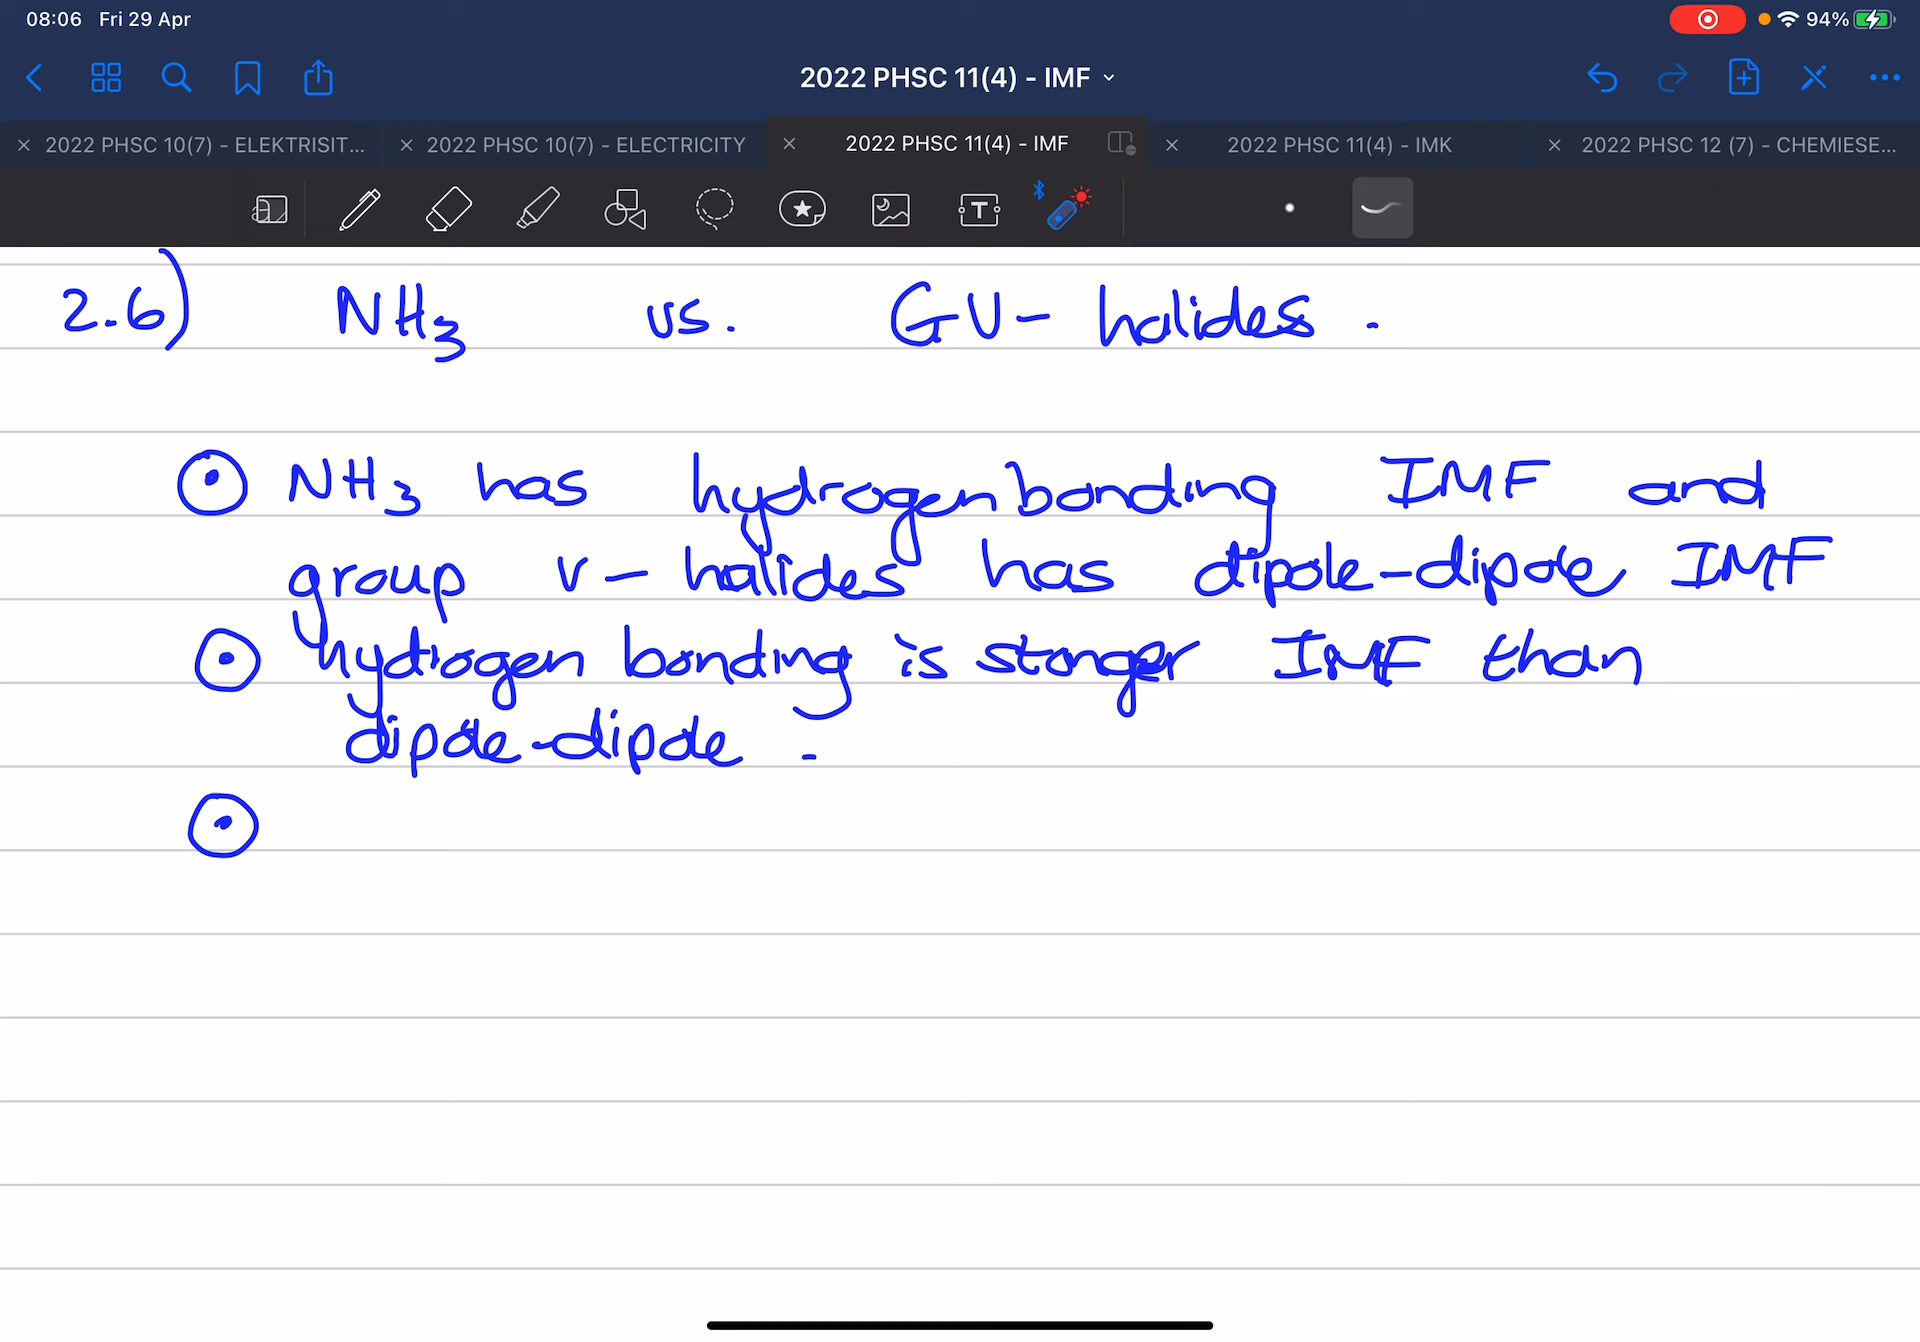 08:06 Fri 29 Apr
94%
2022 PHSC 11(4) - IMF
2022 PHSC 10(7) - ELEKTRISIT...
2022 PHSC 10(7) - ELECTRICITY
2022 PHSC 11(4) - IMF
2022 PHSC 11(4) - IMK
2022 PHSC 12 (7) - CHEMIESE...
T
2.6) NH3 vs. GV- halides.
NH3 has hydrogen bonding IMF and
group v- halides has dipole-dipole IMF
hydrogen bonding is stonger IMF than
dipole-dipole.